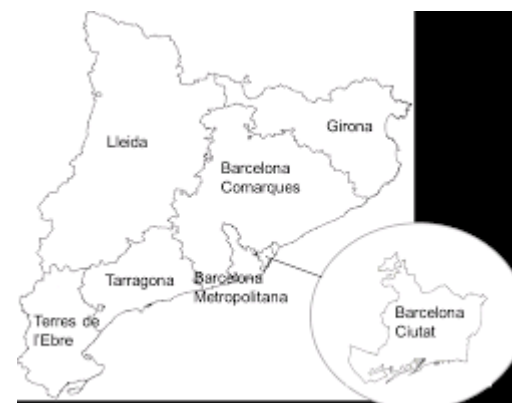 Girona
Lleida
Barcelona
Comarques
Tarragona
Barcelona
Metropolitana
Terres de
l'Ebre
Barcelona
Ciutat